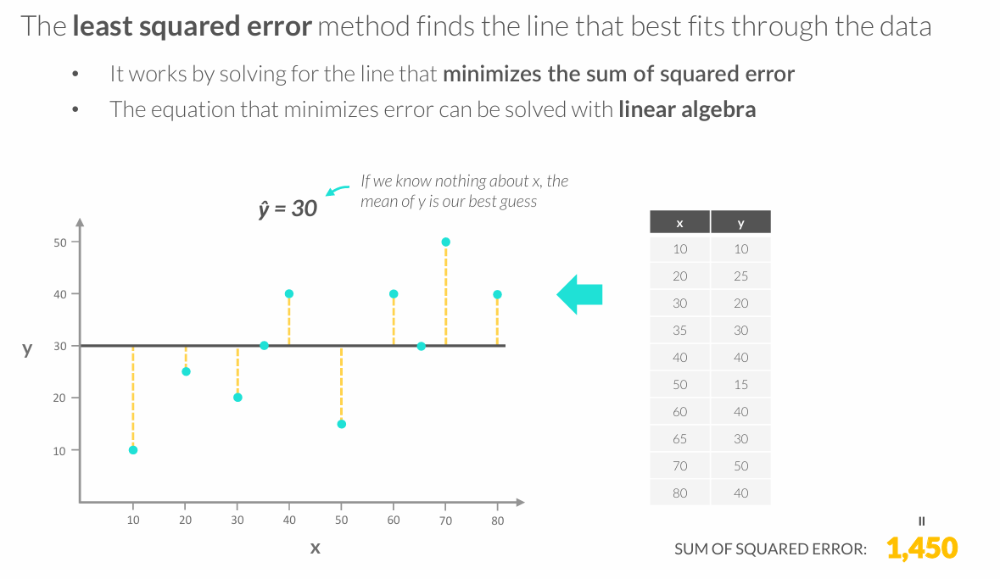 The least squared error method finds the line that best fits through the data
• It works by solving for the line that minimizes the sum of squared error
• The equation that minimizes error can be solved with linear algebra
If we know nothing about x, the
mean of y is our best guess
ŷ = 30
50
40
y 30
20
10
10 20 30 40 50 60 70 80
x
x y
10 10
20 25
30 20
35 30
40 40
50 15
60 40
65 30
70 50
80 40
=
SUM OF SQUARED ERROR: 1,450